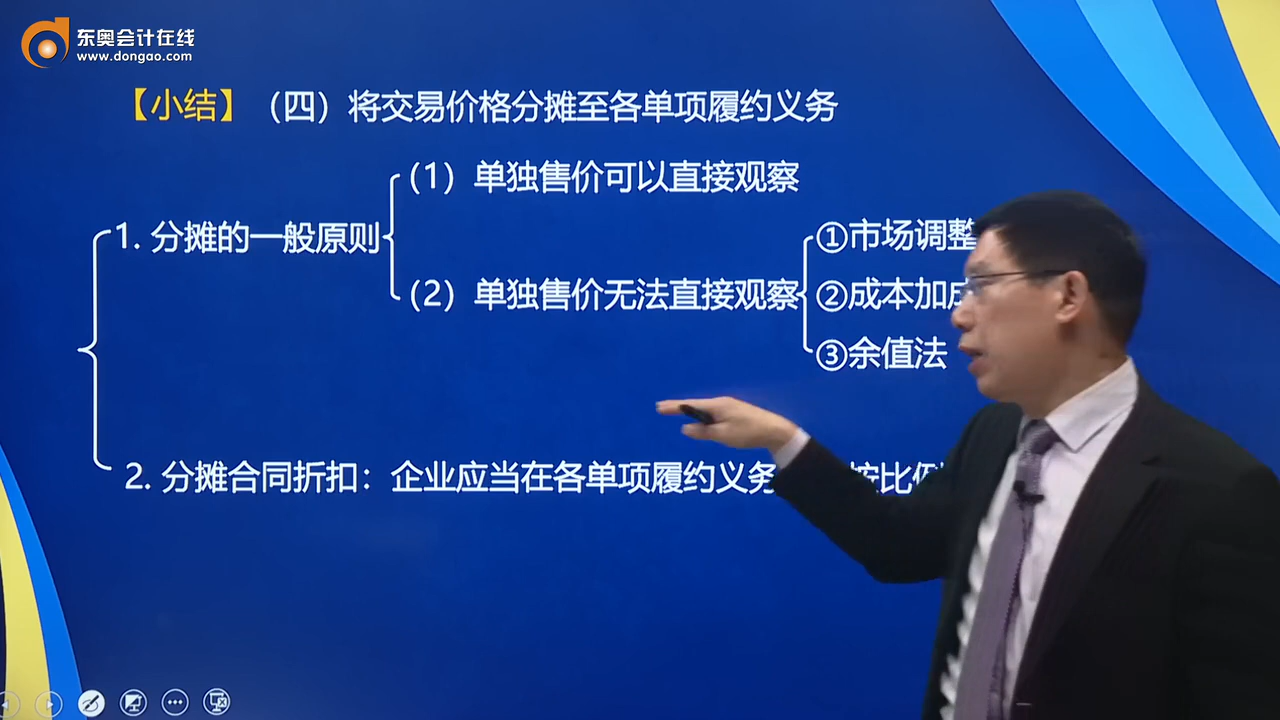 东奥会计在线
www.dongao.com
【小结】（四）将交易价格分摊至各单项履约义务
（1）单独售价可以直接观察
1. 分摊的一般原则
①市场调整
（2）单独售价无法直接观察
②成本加成
③余值法
2. 分摊合同折扣：企业应当在各单项履约义务 按比例